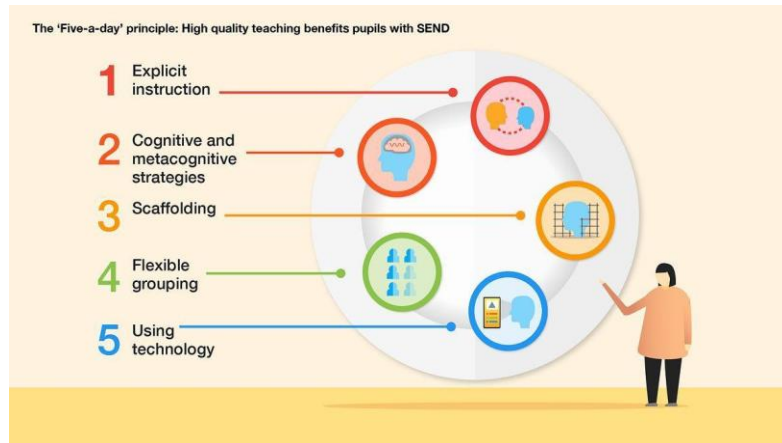 The 'Five-a-day' principle: High quality teaching benefits pupils with SEND
1 Explicit
instruction
2 Cognitive and
metacognitive
strategies
3 Scaffolding
4 Flexible
grouping
5 Using
technology